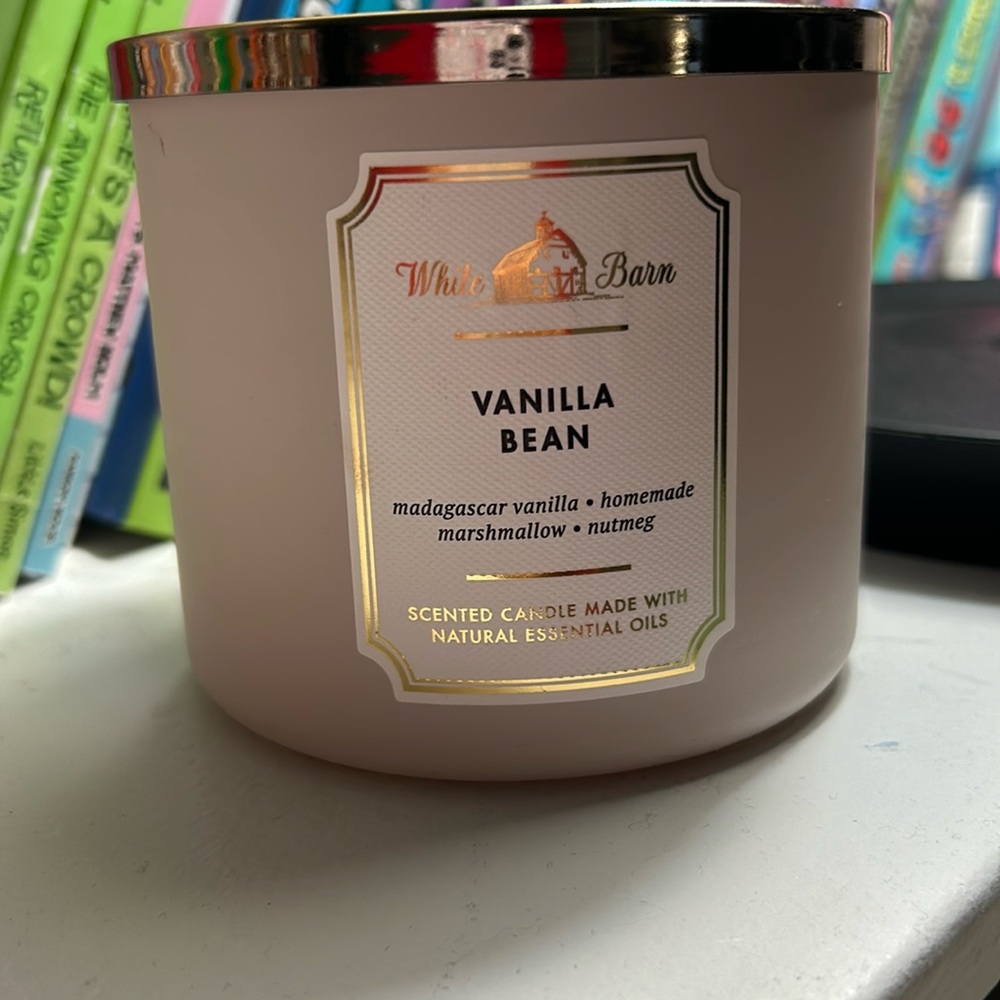 White Barn
VANILLA
BEAN
madagascar vanilla • homemade
marshmallow • nutmeg
SCENTED CANDLE MADE WITH
NATURAL ESSENTIAL OILS
RETURN TO
THE ANNOYING CRUSH
A CROWD!